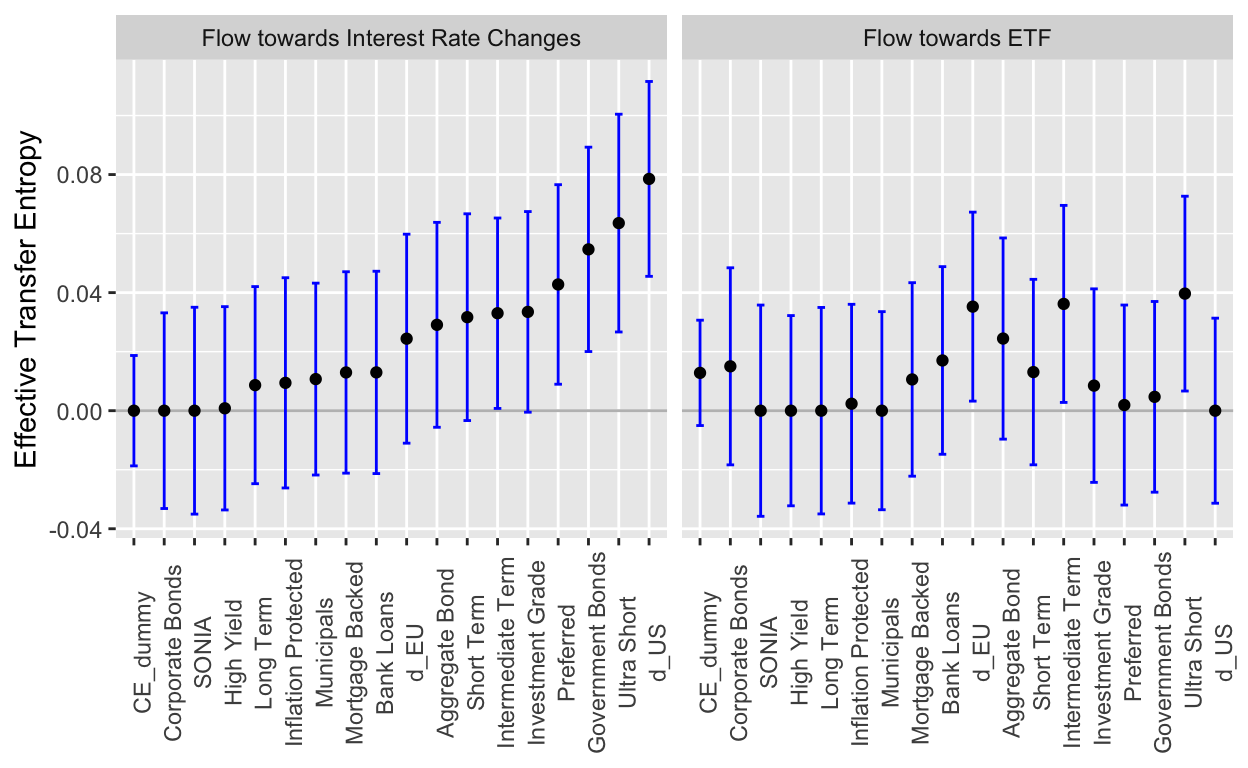 Flow towards Interest Rate Changes
Flow towards ETF
Effective Transfer Entropy
0.08
0.04
0.00
-0.04
CE_dummy
Corporate Bonds
SONIA
High Yield
Long Term
Inflation Protected
Municipals
Mortgage Backed
Bank Loans
d_EU
Aggregate Bond
Short Term
Intermediate Term
Investment Grade
Preferred
Government Bonds
Ultra Short
d_US
CE_dummy
Corporate Bonds
SONIA
High Yield
Long Term
Inflation Protected
Municipals
Mortgage Backed
Bank Loans
d_EU
Aggregate Bond
Short Term
Intermediate Term
Investment Grade
Preferred
Government Bonds
Ultra Short
d_US